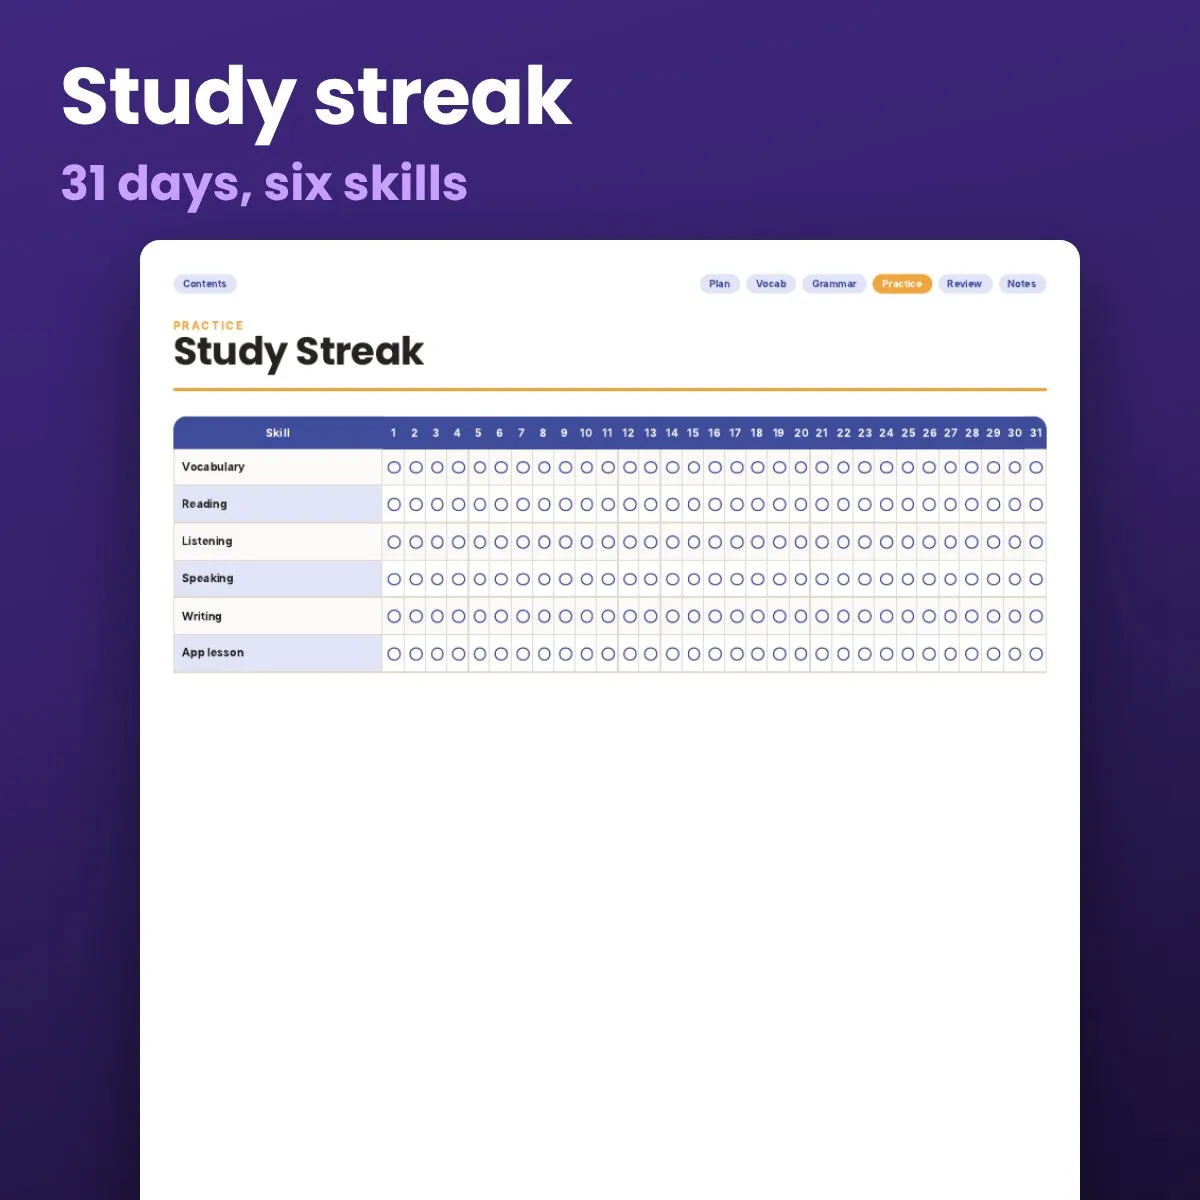 Study streak
31 days, six skills
Contents Plan Vocab Grammar Practice Review Notes
PRACTICE
Study Streak
Skill 1 2 3 4 5 6 7 8 9 10 11 12 13 14 15 16 17 18 19 20 21 22 23 24 25 26 27 28 29 30 31
Vocabulary
Reading
Listening
Speaking
Writing
App lesson